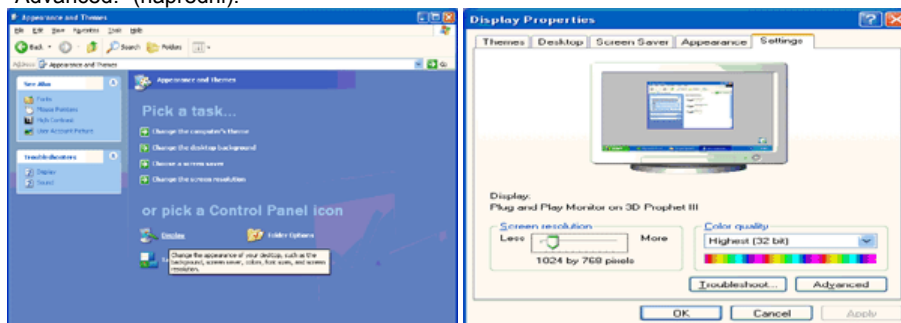 "Advanced." (napredni).
Appearance and Themes
File Edit View Favorites Tools Help
Back Search Folders
Address Appearance and Themes Go
See Also
Fonts
Mouse Pointers
High Contrast
User Account Picture
Troubleshooters
Display
Sound
Appearance and Themes
Pick a task...
Change the computer's theme
Change the desktop background
Choose a screen saver
Change the screen resolution
or pick a Control Panel icon
Display Folder Options
Change the appearance of your desktop, such as the
background, screen saver, colors, font sizes, and screen
resolution.
Display Properties
Themes Desktop Screen Saver Appearance Settings
Display:
Plug and Play Monitor on 3D Prophet III
Screen resolution
Less More
1024 by 768 pixels
Color quality
Highest (32 bit)
Troubleshoot... Advanced
OK Cancel Apply